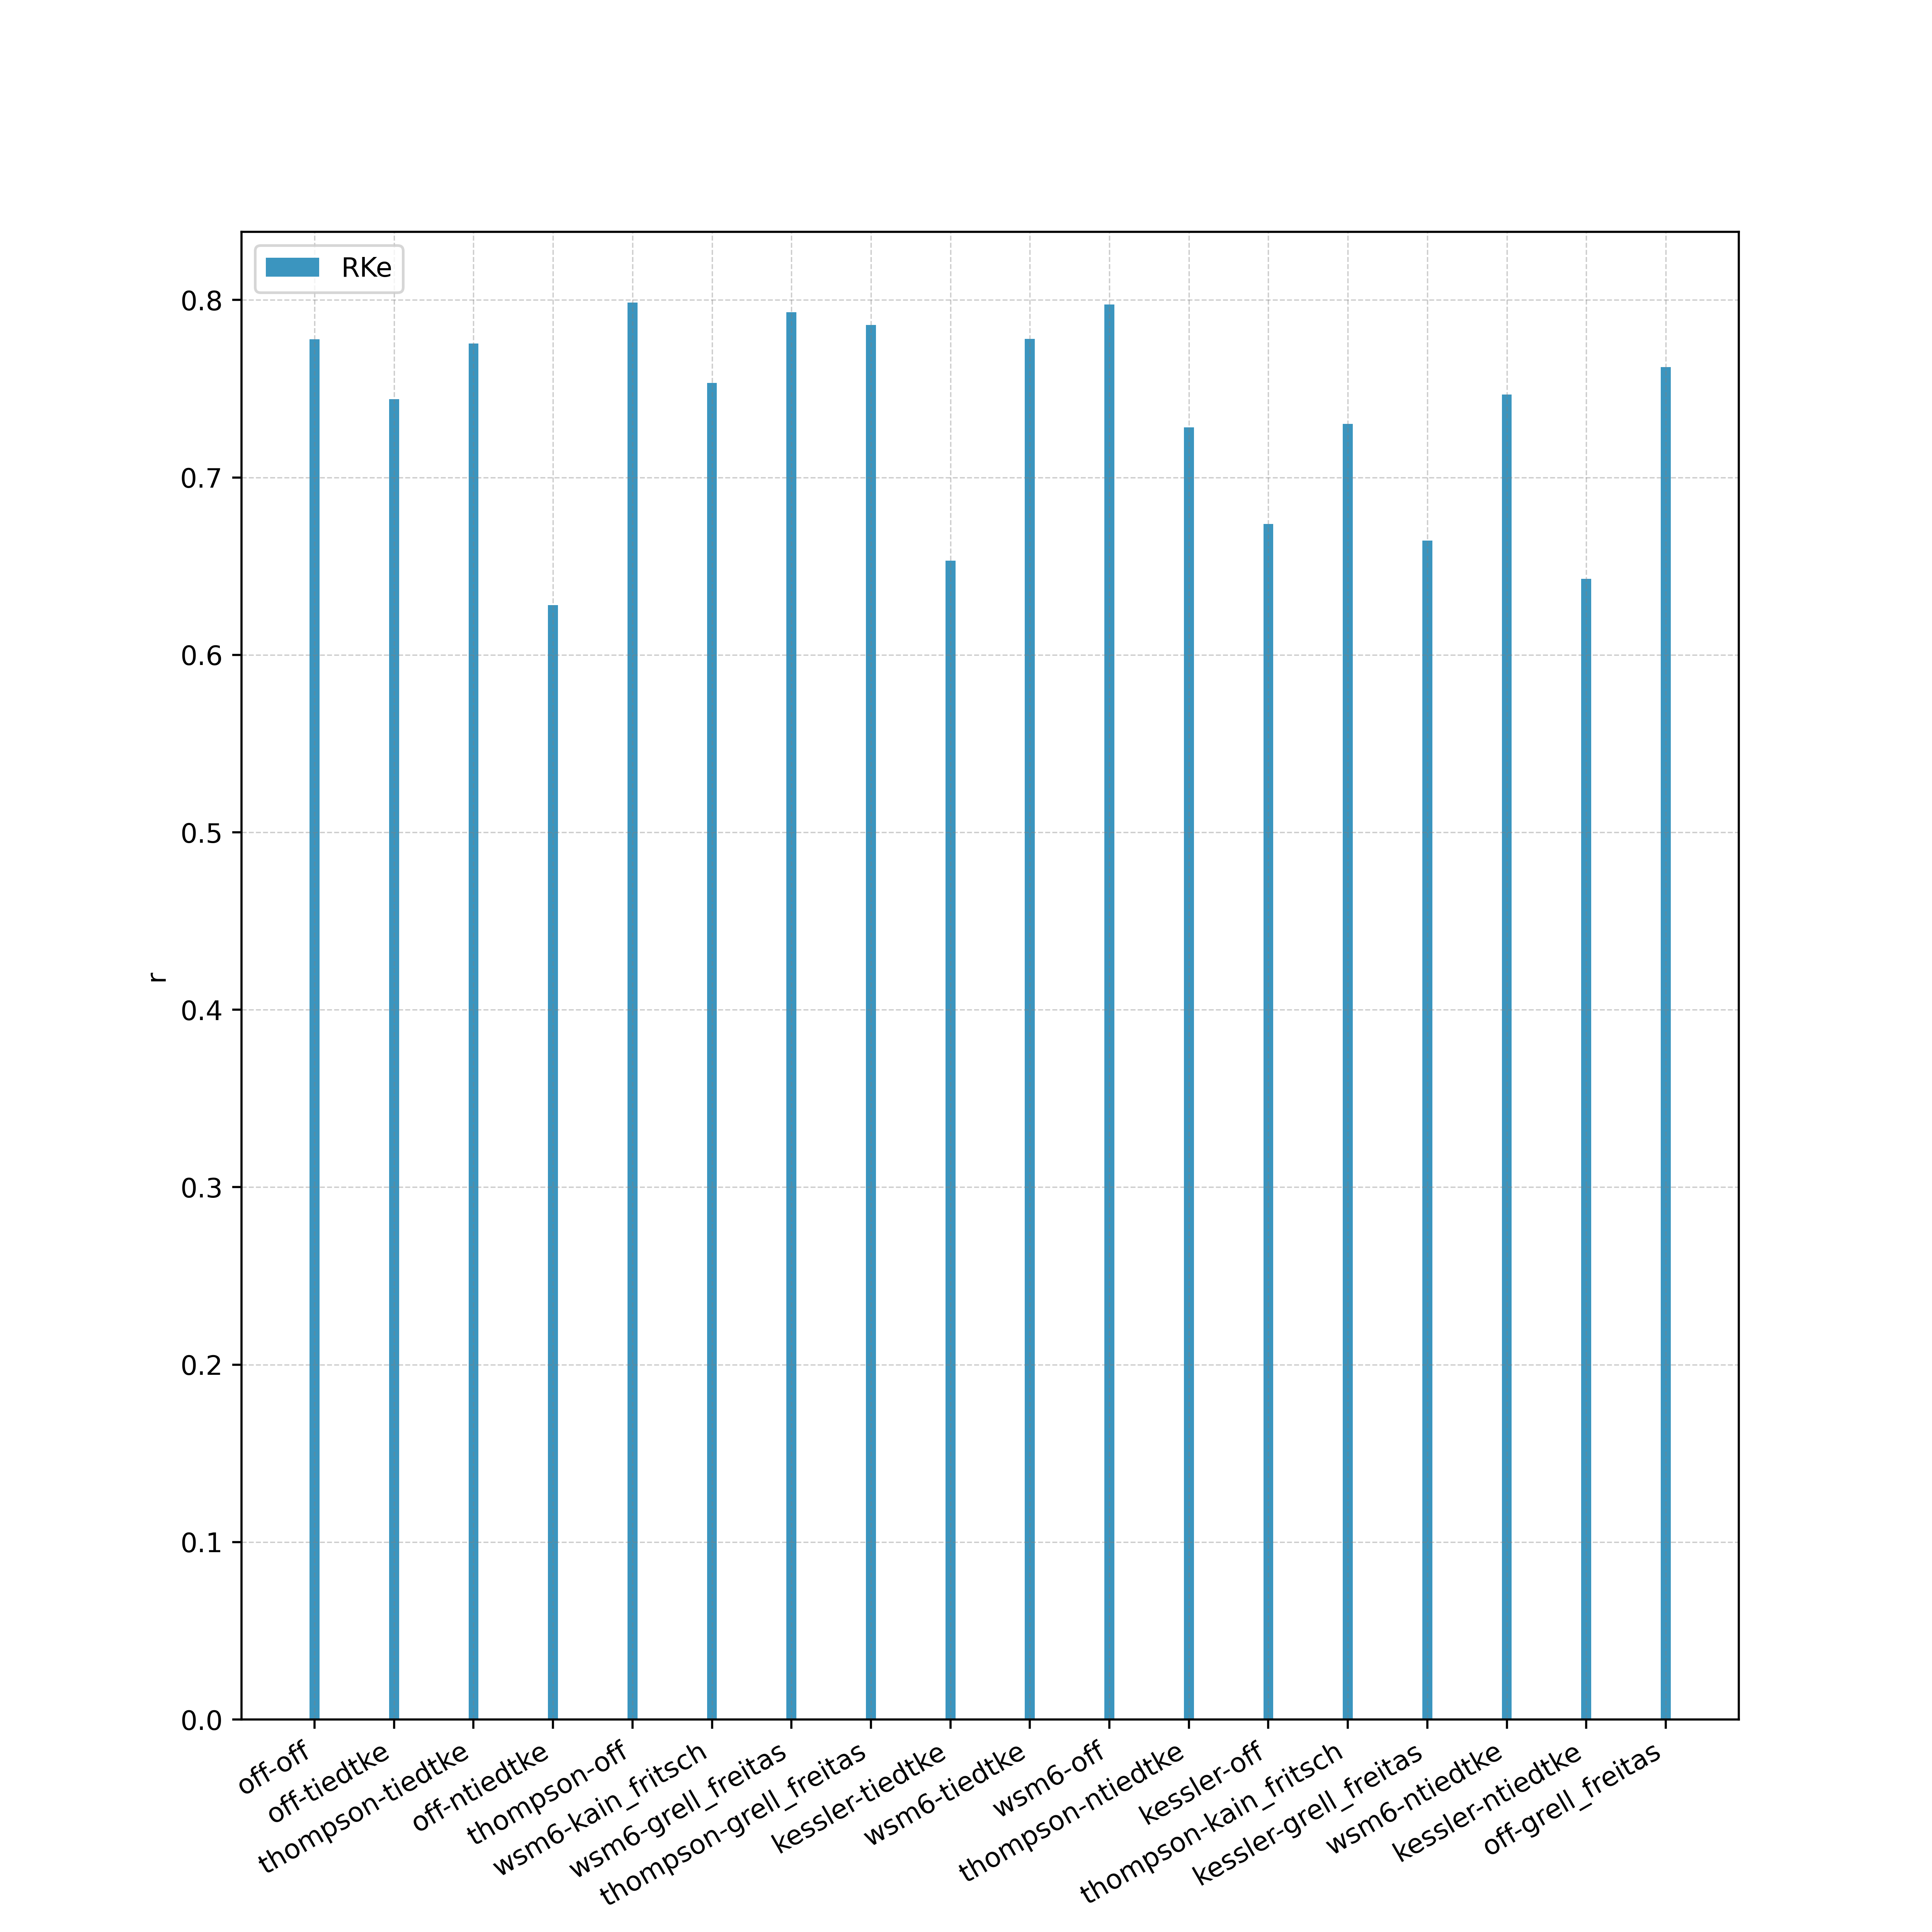 RKe
0.8
0.7
0.6
0.5
0.4
0.3
0.2
0.1
0.0
r
off-off
off-tiedtke
thompson-tiedtke
off-ntiedtke
thompson-off
wsm6-kain_fritsch
wsm6-grell_freitas
thompson-grell_freitas
kessler-tiedtke
wsm6-tiedtke
wsm6-off
thompson-ntiedtke
kessler-off
thompson-kain_fritsch
kessler-grell_freitas
wsm6-ntiedtke
kessler-ntiedtke
off-grell_freitas